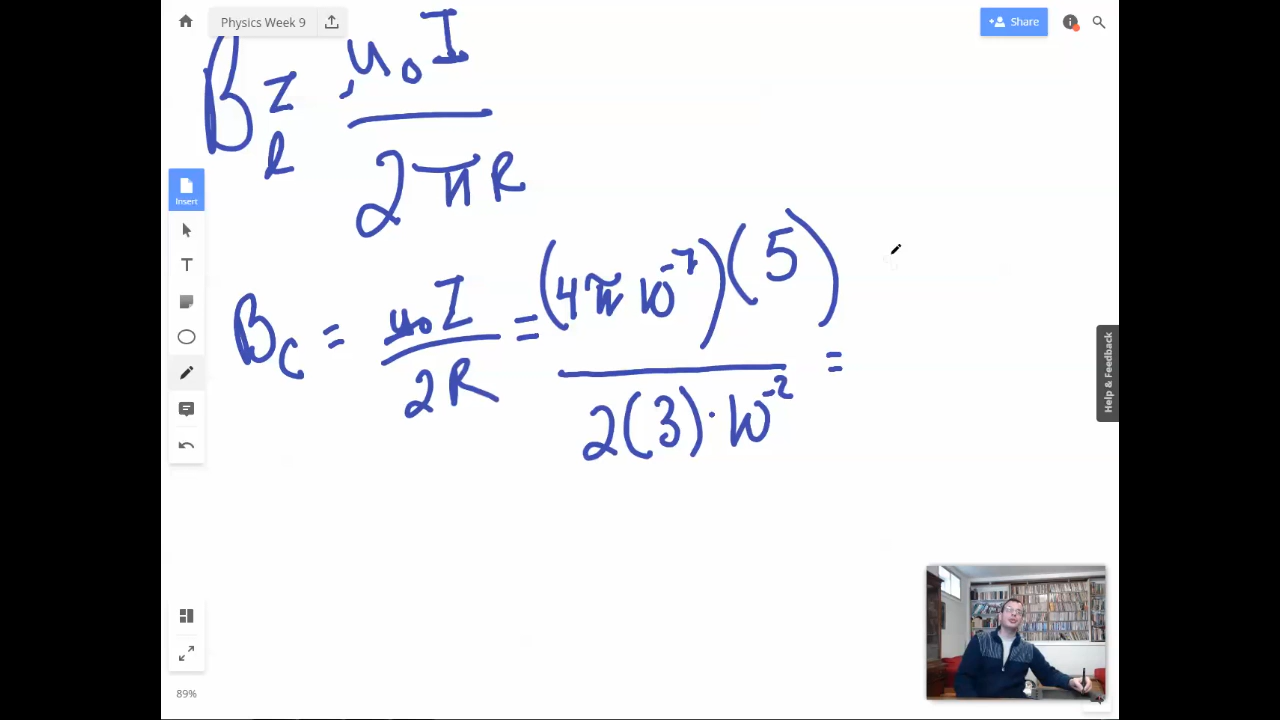 Physics Week 9
Share
B_l = μ₀I / 2πR
Insert
T
B_c = μ₀I / 2R = (4π10⁻⁷)(5) / 2(3)·10⁻² =
Help & Feedback
89%